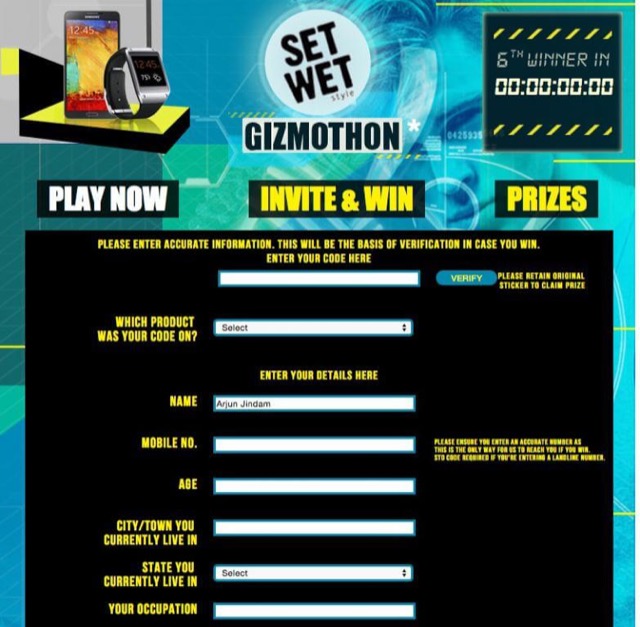 12:45
12:45
SET
WET
style
GIZMOTHON*
6TH WINNER IN
00:00:00:00
PLAY NOW
INVITE & WIN
PRIZES
PLEASE ENTER ACCURATE INFORMATION. THIS WILL BE THE BASIS OF VERIFICATION IN CASE YOU WIN.
ENTER YOUR CODE HERE
VERIFY
PLEASE RETAIN ORIGINAL
STICKER TO CLAIM PRIZE
WHICH PRODUCT
WAS YOUR CODE ON?
Select
ENTER YOUR DETAILS HERE
NAME
Arjun Jindam
MOBILE NO.
PLEASE ENSURE YOU ENTER AN ACCURATE NUMBER AS
THIS IS THE ONLY WAY FOR US TO REACH YOU IF YOU WIN.
STD CODE REQUIRED IF YOU'RE ENTERING A LANDLINE NUMBER.
AGE
CITY/TOWN YOU
CURRENTLY LIVE IN
STATE YOU
CURRENTLY LIVE IN
Select
YOUR OCCUPATION